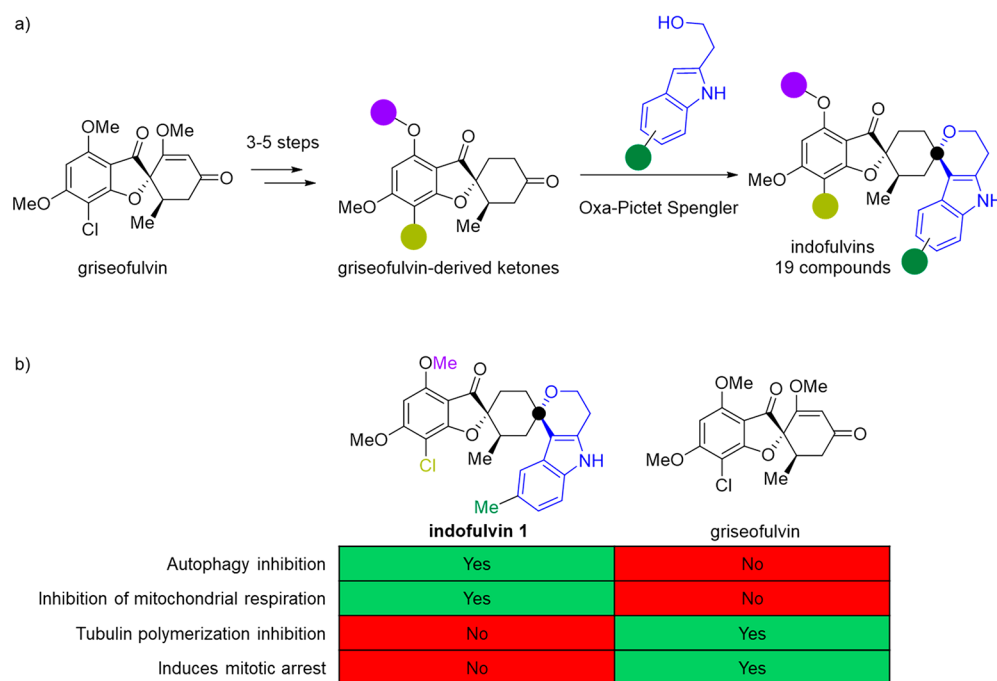 a)
HO
NH
OMe
O
OMe
3-5 steps
O
MeO
O
Me
Cl
griseofulvin
O
O
O
MeO
O
Me
griseofulvin-derived ketones
Oxa-Pictet Spengler
O
O
O
MeO
O
Me
NH
indofulvins
19 compounds
b)
OMe
O
O
MeO
O
Cl
Me
NH
Me
indofulvin 1
OMe
O
OMe
O
MeO
O
Cl
Me
griseofulvin
Autophagy inhibition Yes No
Inhibition of mitochondrial respiration Yes No
Tubulin polymerization inhibition No Yes
Induces mitotic arrest No Yes